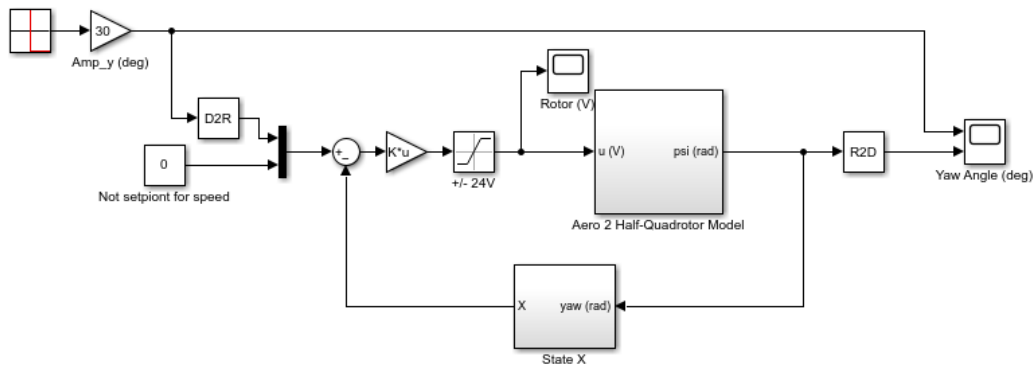 30
Amp_y (deg)
D2R
0
Not setpiont for speed
+
_
K*u
+/- 24V
Rotor (V)
u (V)
psi (rad)
Aero 2 Half-Quadrotor Model
R2D
Yaw Angle (deg)
X
yaw (rad)
State X